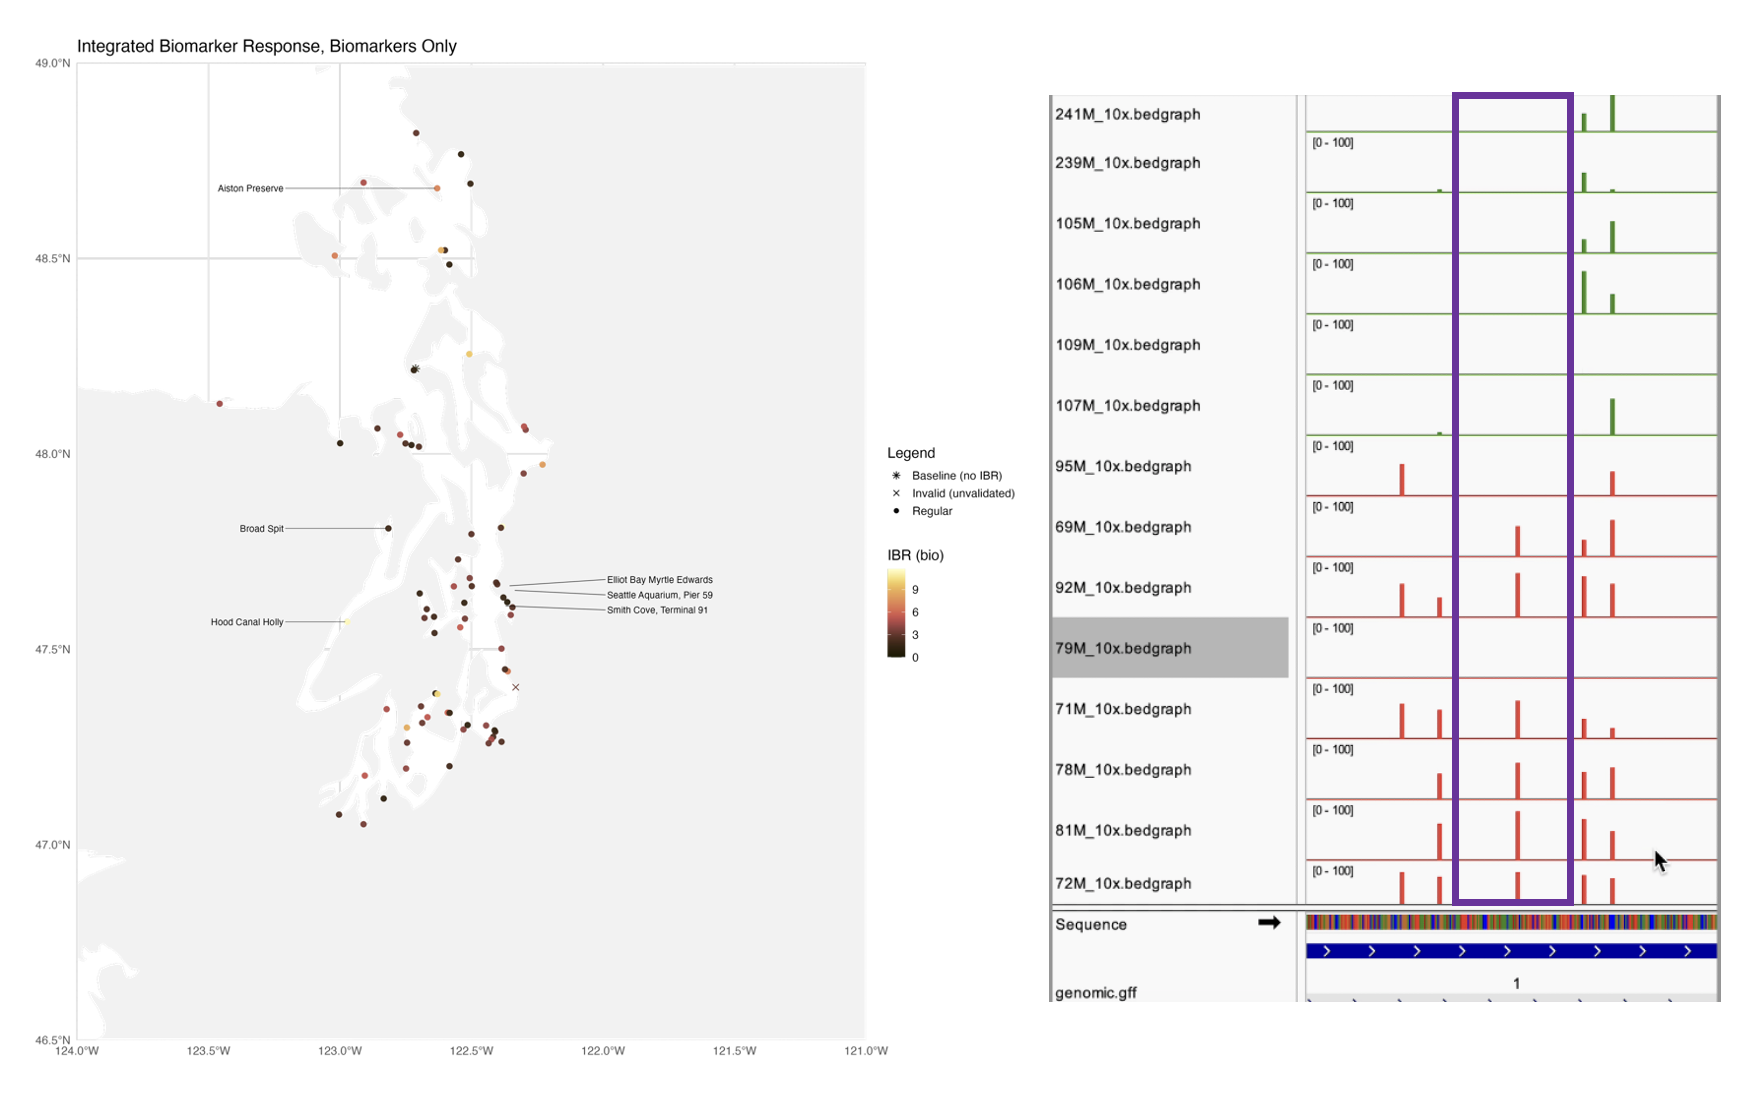 Integrated Biomarker Response, Biomarkers Only
49.0°N
48.5°N
48.0°N
47.5°N
47.0°N
46.5°N
124.0°W
123.5°W
123.0°W
122.5°W
122.0°W
121.5°W
121.0°W
Aiston Preserve
Broad Spit
Hood Canal Holly
Elliot Bay Myrtle Edwards
Seattle Aquarium, Pier 59
Smith Cove, Terminal 91
Legend
Baseline (no IBR)
Invalid (unvalidated)
Regular
IBR (bio)
9
6
3
0
241M_10x.bedgraph
[0 - 100]
239M_10x.bedgraph
[0 - 100]
105M_10x.bedgraph
[0 - 100]
106M_10x.bedgraph
[0 - 100]
109M_10x.bedgraph
[0 - 100]
107M_10x.bedgraph
[0 - 100]
95M_10x.bedgraph
[0 - 100]
69M_10x.bedgraph
[0 - 100]
92M_10x.bedgraph
[0 - 100]
79M_10x.bedgraph
[0 - 100]
71M_10x.bedgraph
[0 - 100]
78M_10x.bedgraph
[0 - 100]
81M_10x.bedgraph
[0 - 100]
72M_10x.bedgraph
Sequence
1
genomic.gff